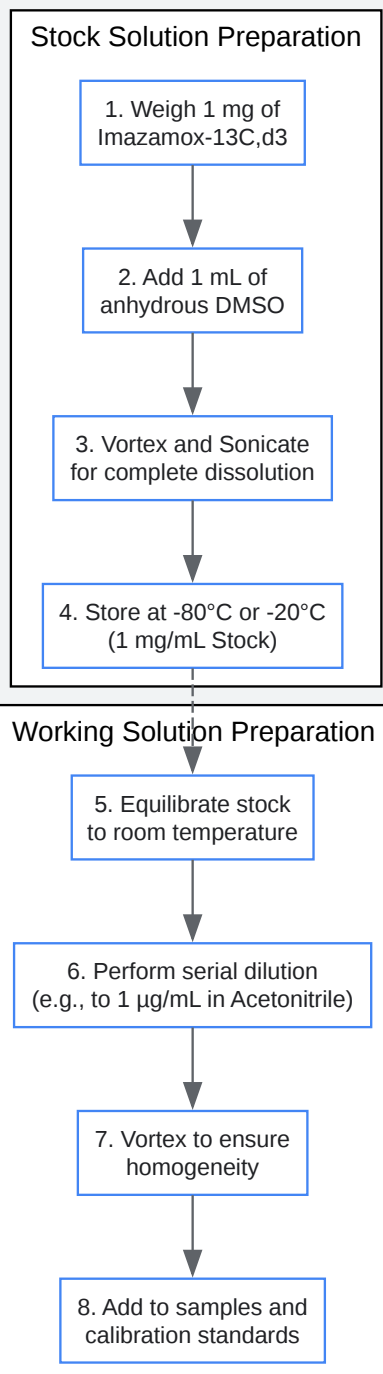 Stock Solution Preparation
1. Weigh 1 mg of
Imazamox-13C,d3
2. Add 1 mL of
anhydrous DMSO
3. Vortex and Sonicate
for complete dissolution
4. Store at -80°C or -20°C
(1 mg/mL Stock)
Working Solution Preparation
5. Equilibrate stock
to room temperature
6. Perform serial dilution
(e.g., to 1 µg/mL in Acetonitrile)
7. Vortex to ensure
homogeneity
8. Add to samples and
calibration standards